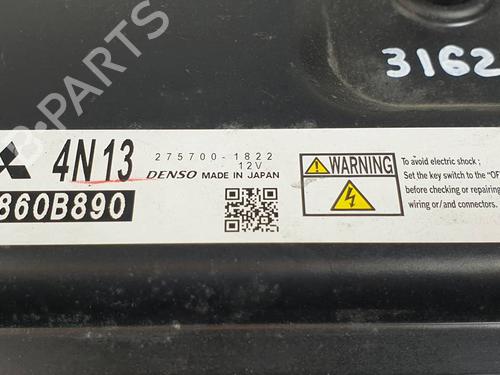 3162
4N13
275700-1822
12V
DENSO MADE IN JAPAN
860B890
WARNING
To avoid electric shock ;
Set the key switch to the "OF
before checking or repairing
wiring or/and connectors.
B-PARTS